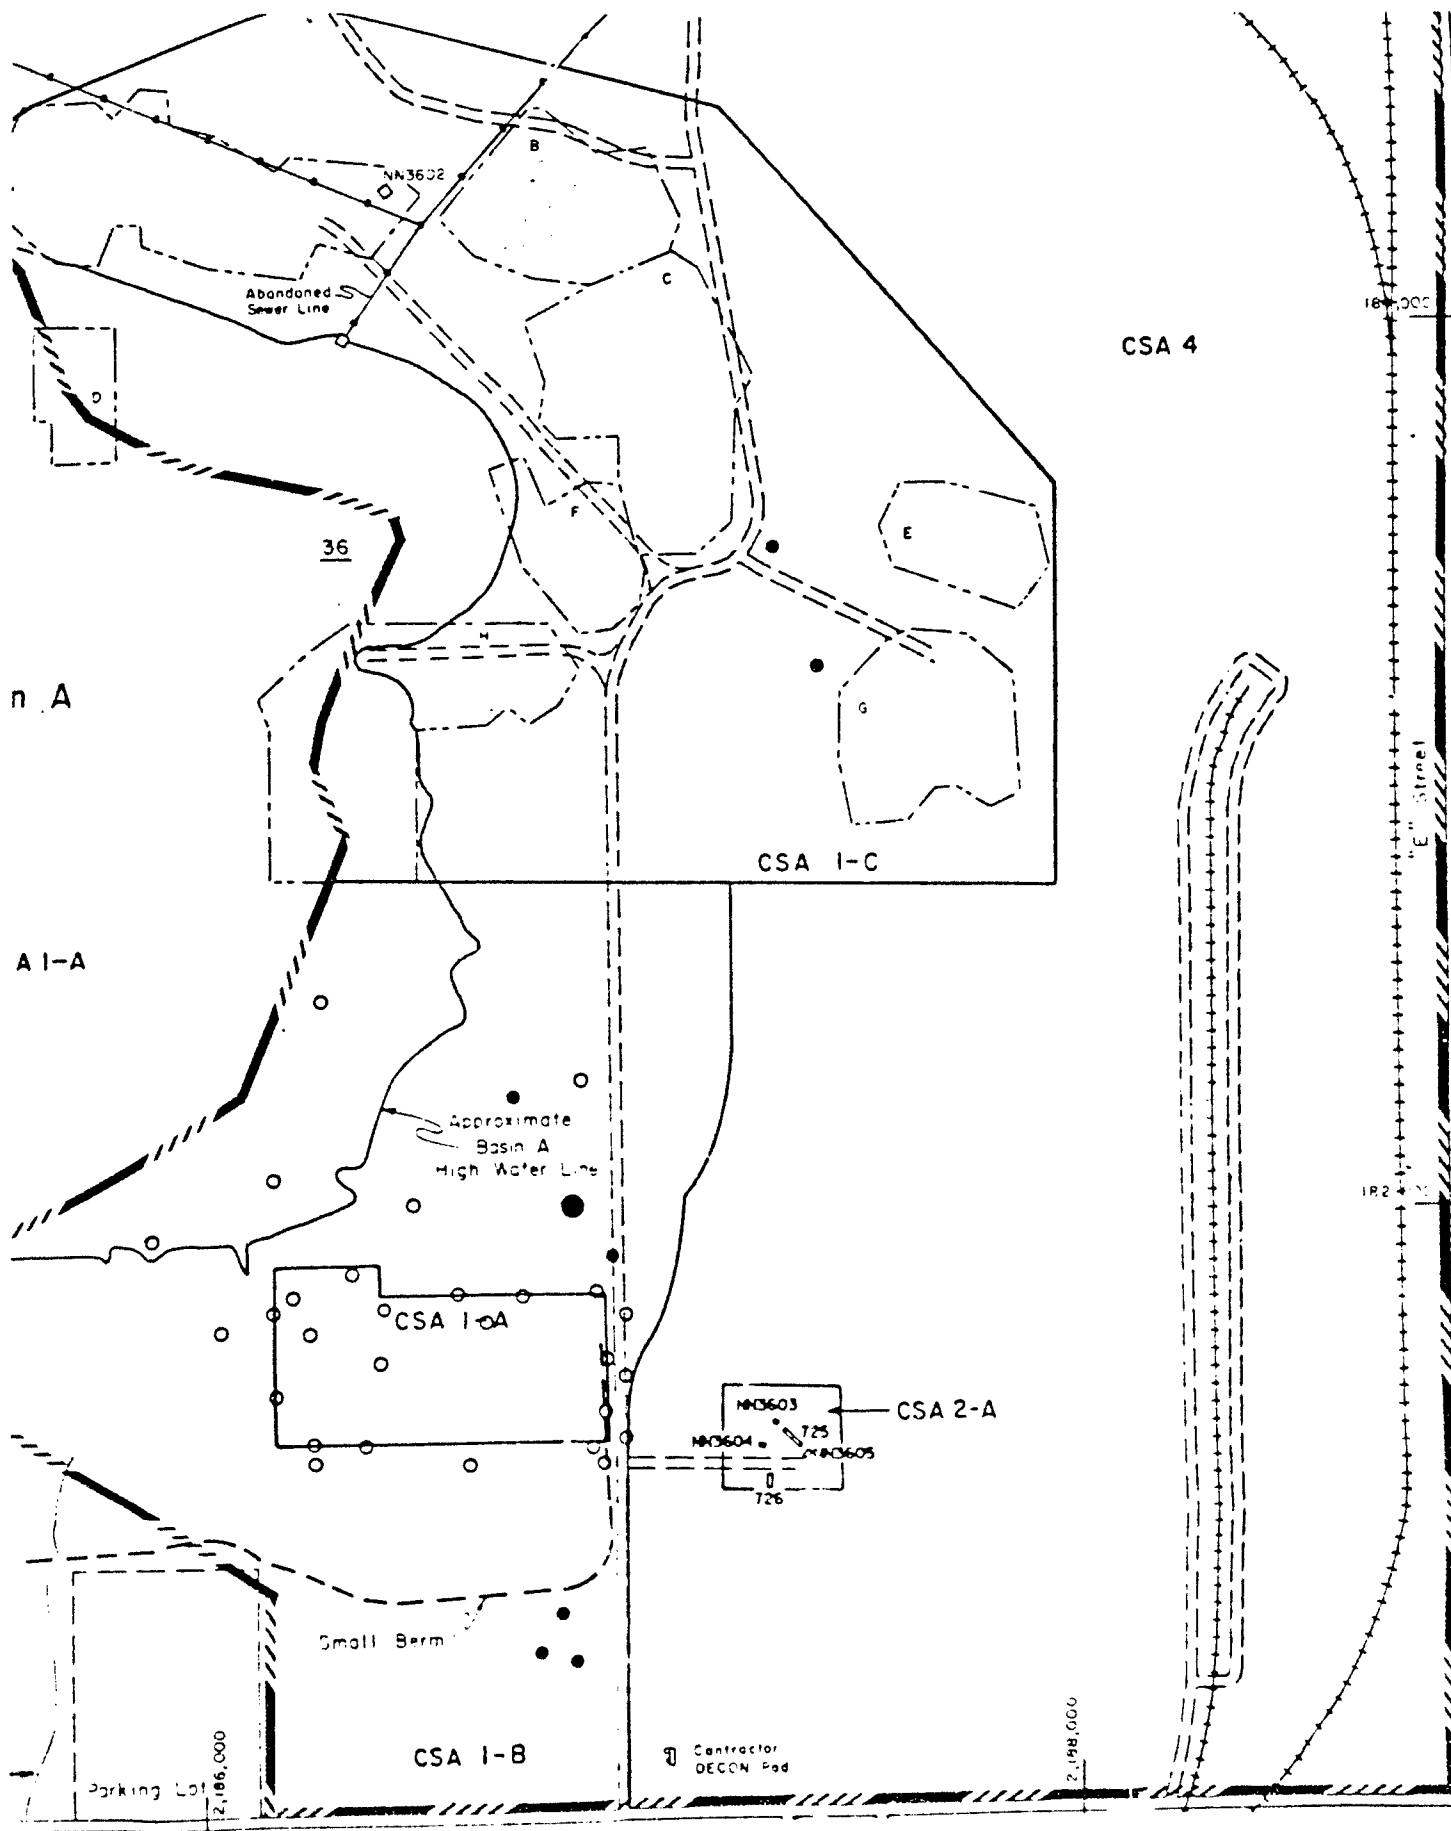 B
NN3602
C
Abandoned
Sewer Line
CSA 4
D
F
E
36
H
n A
G
"E" Street
CSA 1-C
A 1-A
Approximate
Basin A
High Water Line
CSA 1-A
NN3603
CSA 2-A
725
NN3604
NN3605
726
Small Berm
CSA 1-B
Contractor
DECON Pad
Parking Lot
2,186,000
2,188,000